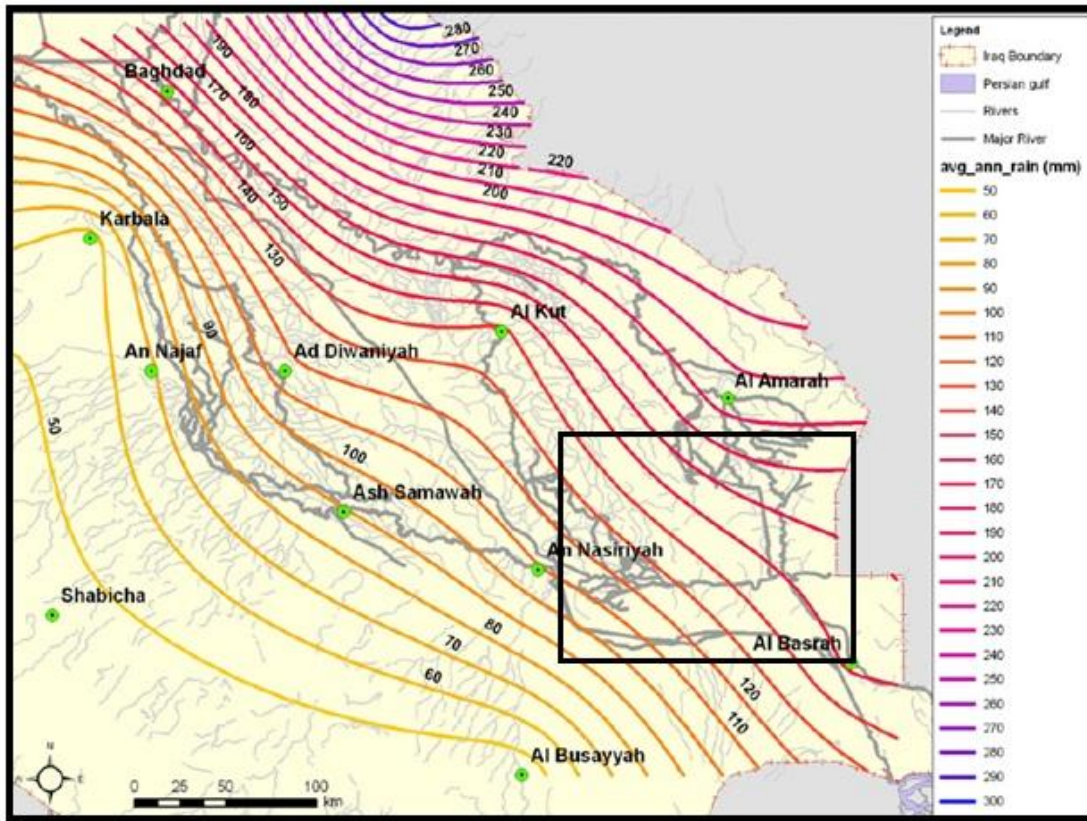 280
270
260
250
240
230
220
210
220
200
190
180
170
160
150
140
130
Baghdad
Karbala
90
An Najaf
Ad Diwaniyah
Al Kut
Al Amarah
50
100
Ash Samawah
An Nasiriyah
Shabicha
80
70
60
Al Basrah
120
110
Al Busayyah
N
E
0 25 50 100
km
Legend
Iraq Boundary
Persian gulf
Rivers
Major River
avg_ann_rain (mm)
50
60
70
80
90
100
110
120
130
140
150
160
170
180
190
200
210
220
230
240
250
260
270
280
290
300